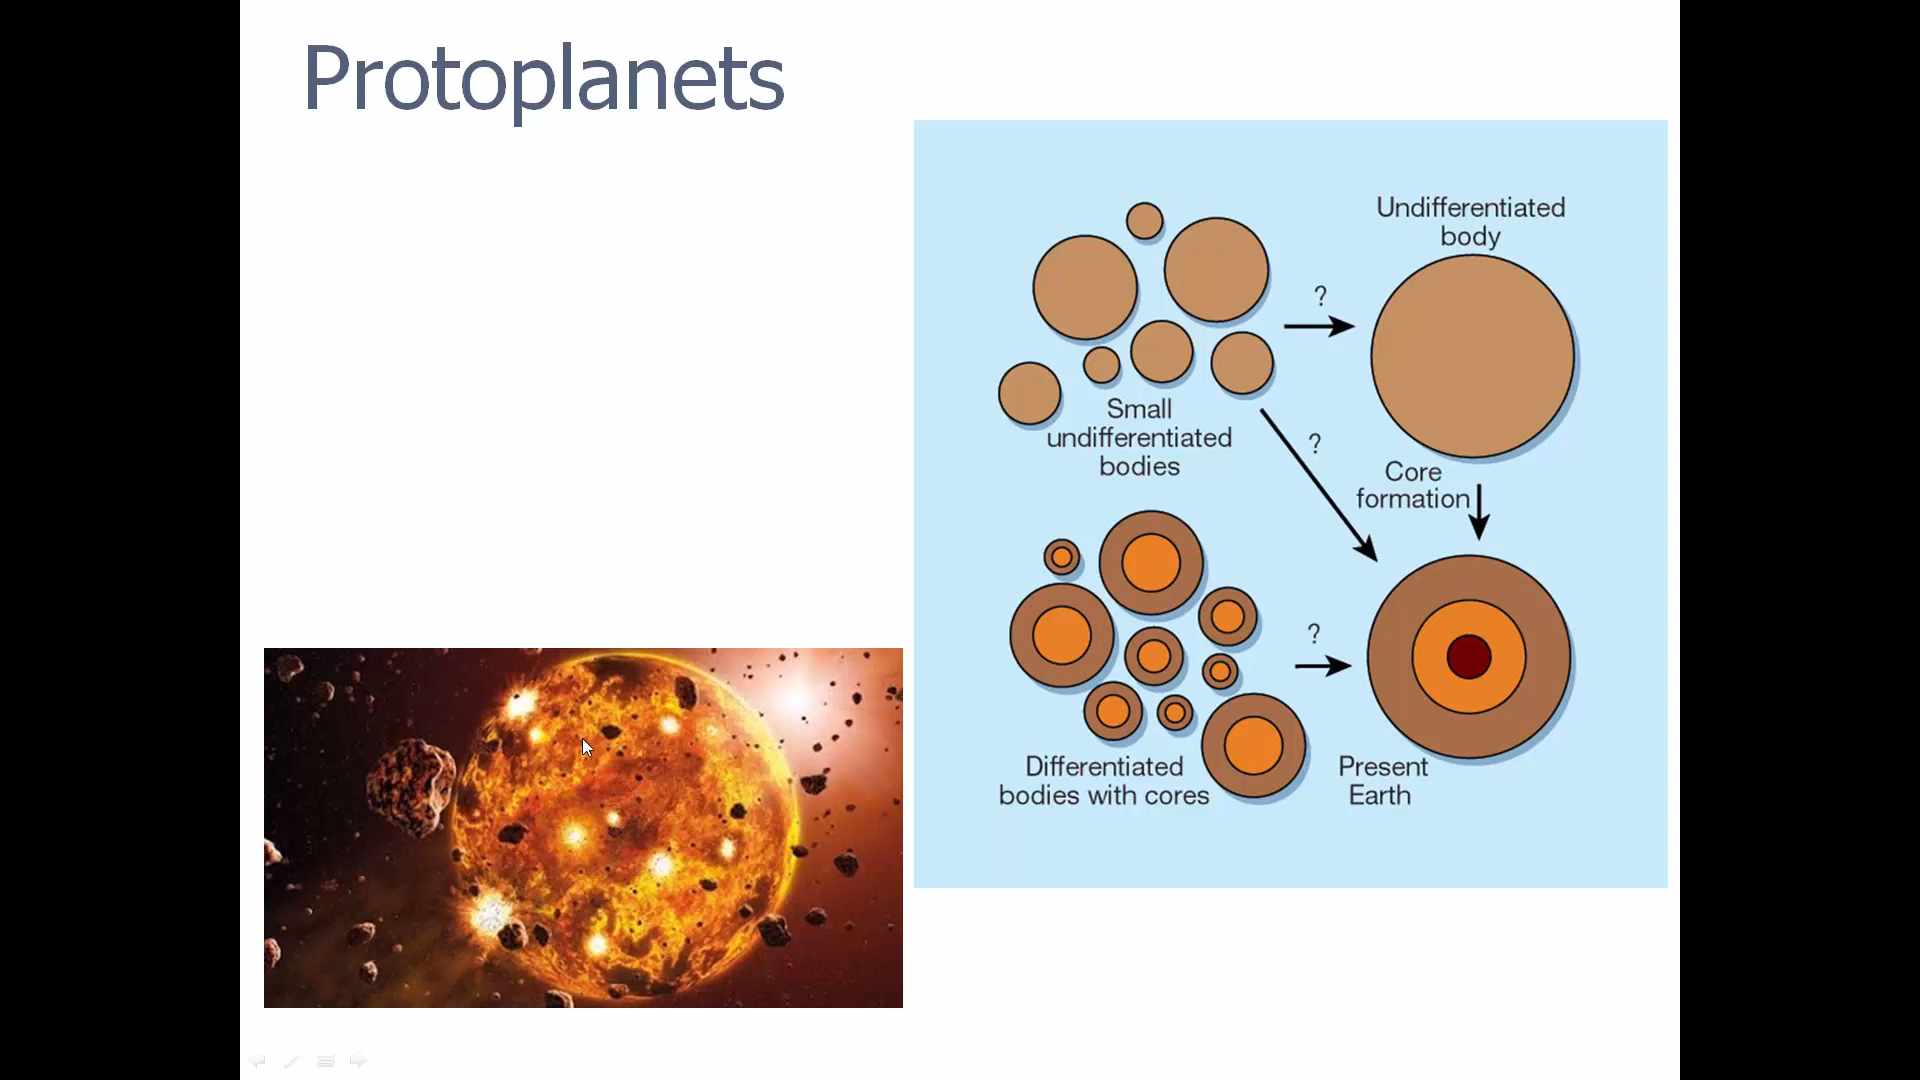 Protoplanets
Undifferentiated
body
?
Small
undifferentiated
bodies
?
Core
formation
?
Differentiated
bodies with cores
Present
Earth